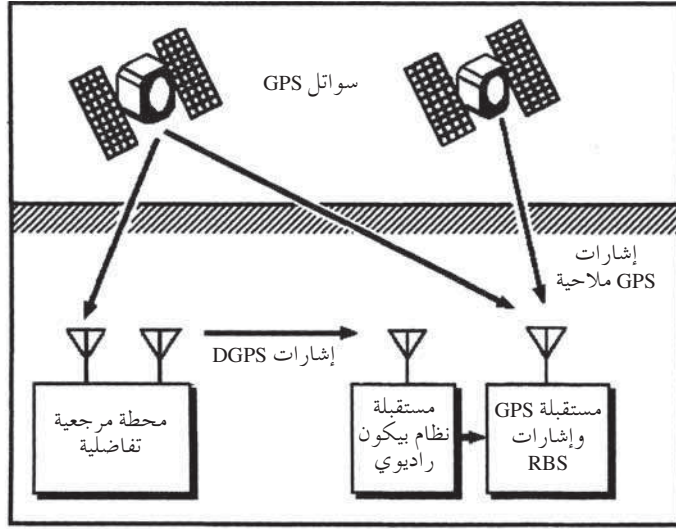 سواتل GPS
إشارات
GPS ملاحية
إشارات DGPS
محطة مرجعية
تفاضلية
مستقبلة
نظام بيكون
راديوي
مستقبلة GPS
وإشارات
RBS